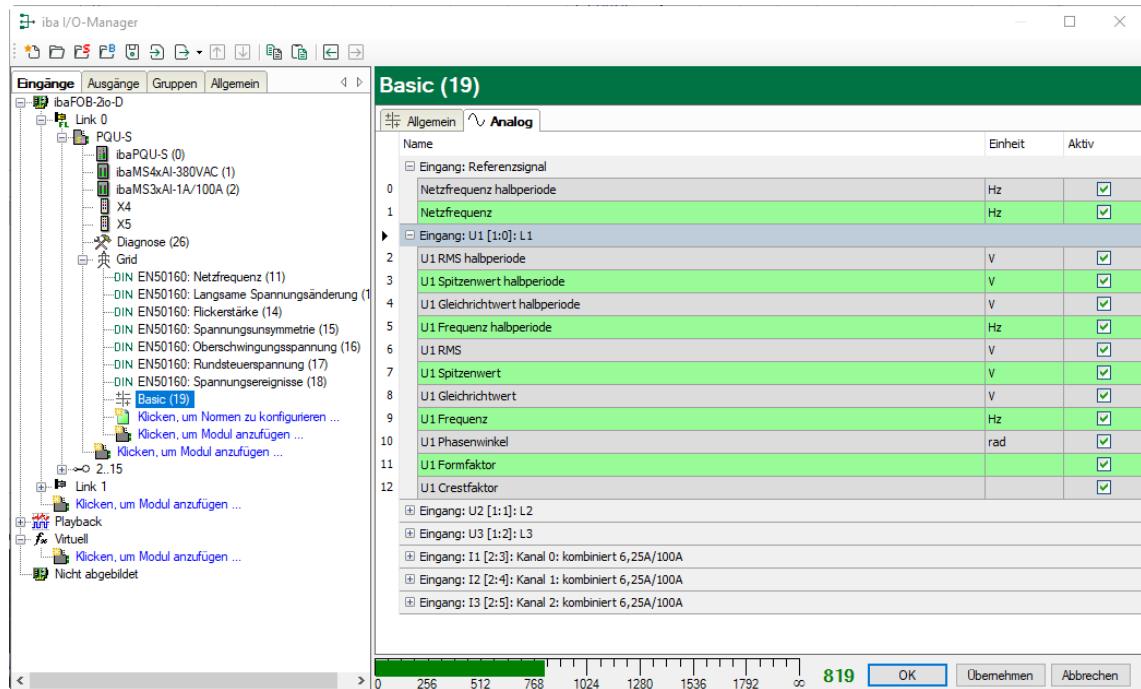 iba I/O-Manager
Eingänge Ausgänge Gruppen Allgemein
ibaFOB-2io-D
Link 0
PQU-S
ibaPQU-S (0)
ibaMS4xAI-380VAC (1)
ibaMS3xAI-1A/100A (2)
X4
X5
Diagnose (26)
Grid
DIN EN50160: Netzfrequenz (11)
DIN EN50160: Langsame Spannungsänderung (1
DIN EN50160: Flickerstärke (14)
DIN EN50160: Spannungsunsymmetrie (15)
DIN EN50160: Oberschwingungsspannung (16)
DIN EN50160: Rundsteuerspannung (17)
DIN EN50160: Spannungsereignisse (18)
Basic (19)
Klicken, um Normen zu konfigurieren ...
Klicken, um Modul anzufügen ...
Klicken, um Modul anzufügen ...
2..15
Link 1
Klicken, um Modul anzufügen ...
Playback
Virtuell
Klicken, um Modul anzufügen ...
Nicht abgebildet
Basic (19)
Allgemein Analog
Name Einheit Aktiv
Eingang: Referenzsignal
0 Netzfrequenz halbperiode Hz
1 Netzfrequenz Hz
Eingang: U1 [1:0]: L1
2 U1 RMS halbperiode V
3 U1 Spitzenwert halbperiode V
4 U1 Gleichrichtwert halbperiode V
5 U1 Frequenz halbperiode Hz
6 U1 RMS V
7 U1 Spitzenwert V
8 U1 Gleichrichtwert V
9 U1 Frequenz Hz
10 U1 Phasenwinkel rad
11 U1 Formfaktor
12 U1 Crestfaktor
Eingang: U2 [1:1]: L2
Eingang: U3 [1:2]: L3
Eingang: I1 [2:3]: Kanal 0: kombiniert 6,25A/100A
Eingang: I2 [2:4]: Kanal 1: kombiniert 6,25A/100A
Eingang: I3 [2:5]: Kanal 2: kombiniert 6,25A/100A
0 256 512 768 1024 1280 1536 1792 ∞ 819 OK Übernehmen Abbrechen